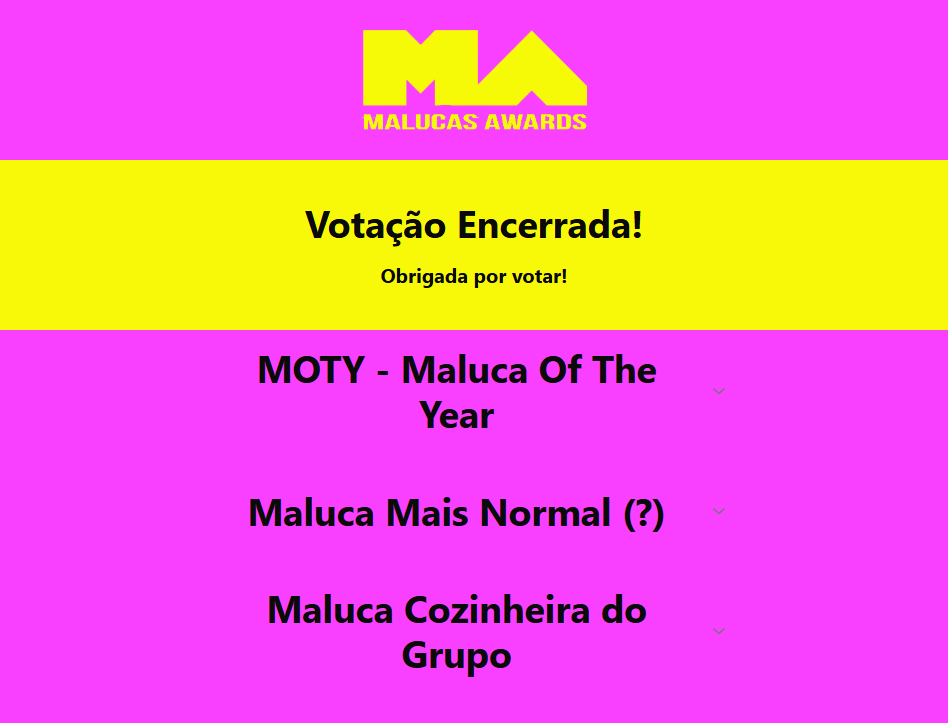 MA
MALUCAS AWARDS
Votação Encerrada!
Obrigada por votar!
MOTY - Maluca Of The
Year
Maluca Mais Normal (?)
Maluca Cozinheira do
Grupo